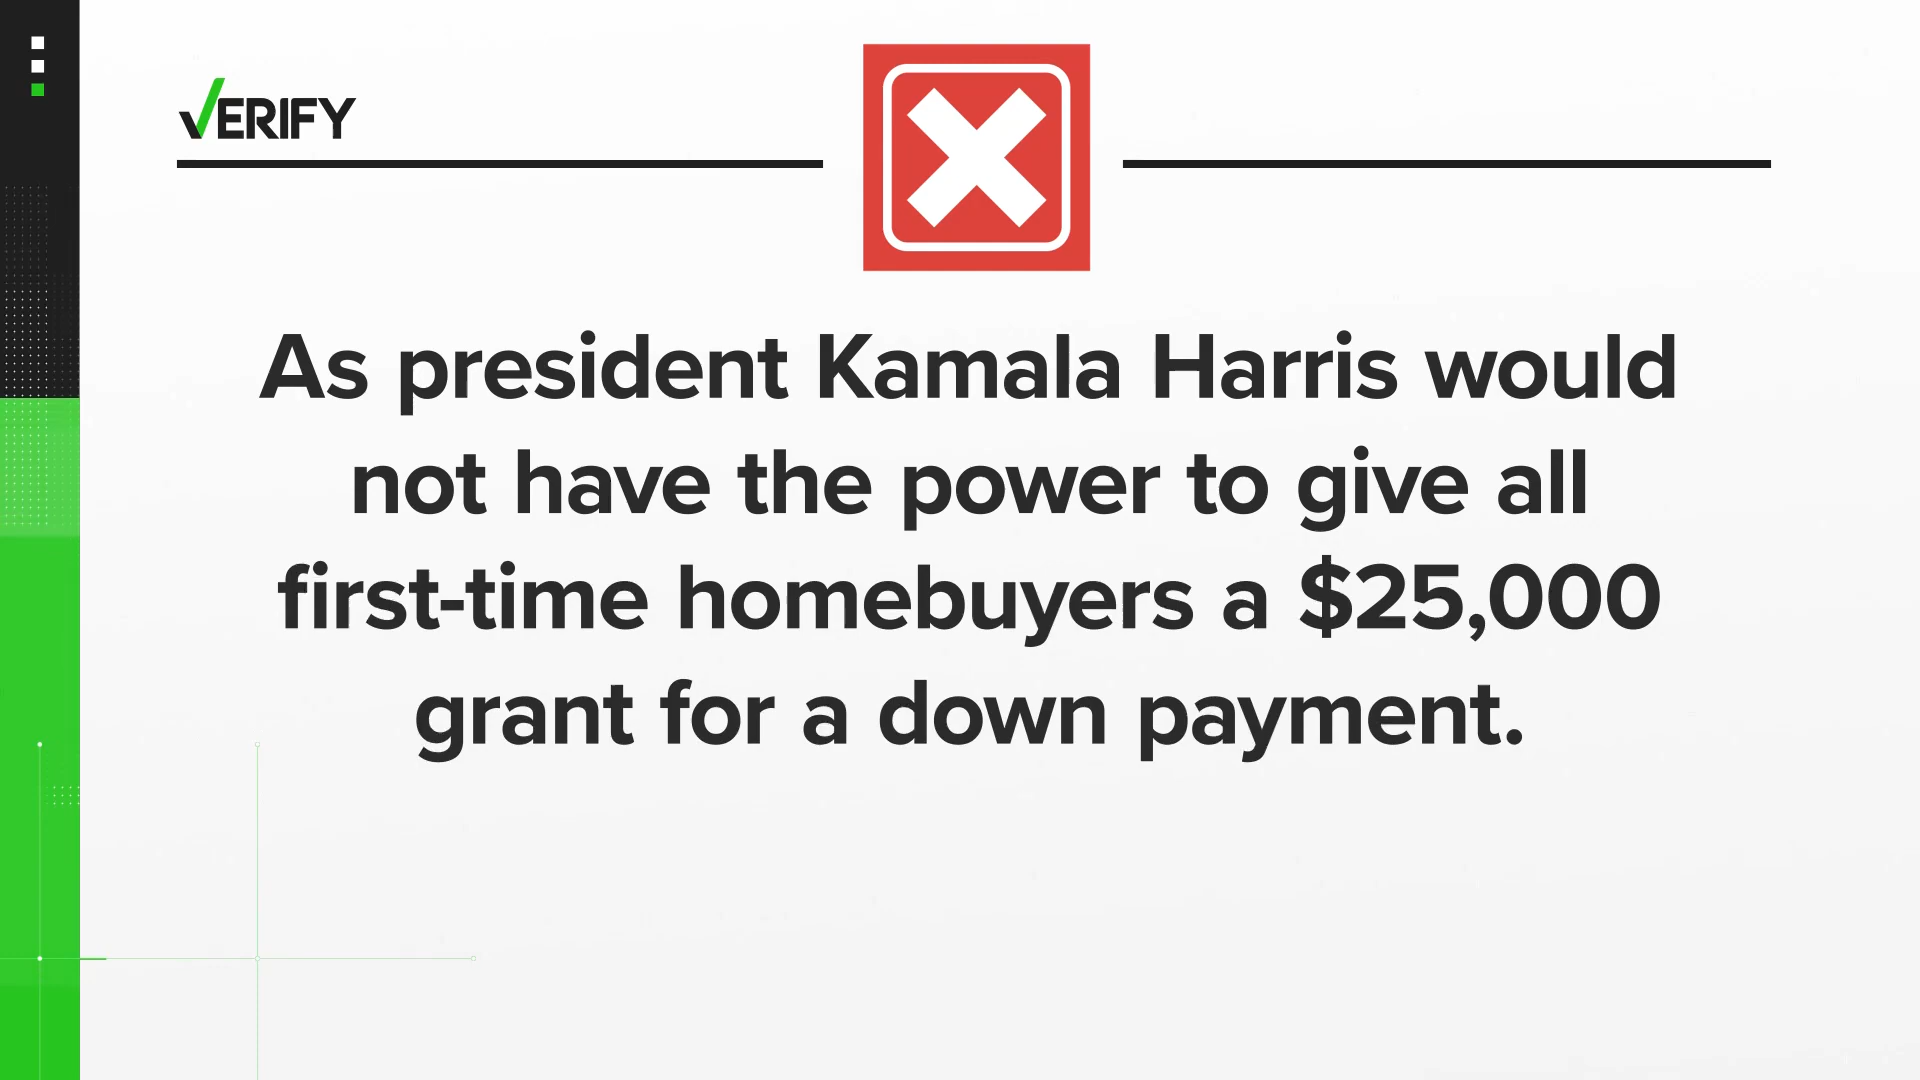 VERIFY
As president Kamala Harris would
not have the power to give all
first-time homebuyers a $25,000
grant for a down payment.